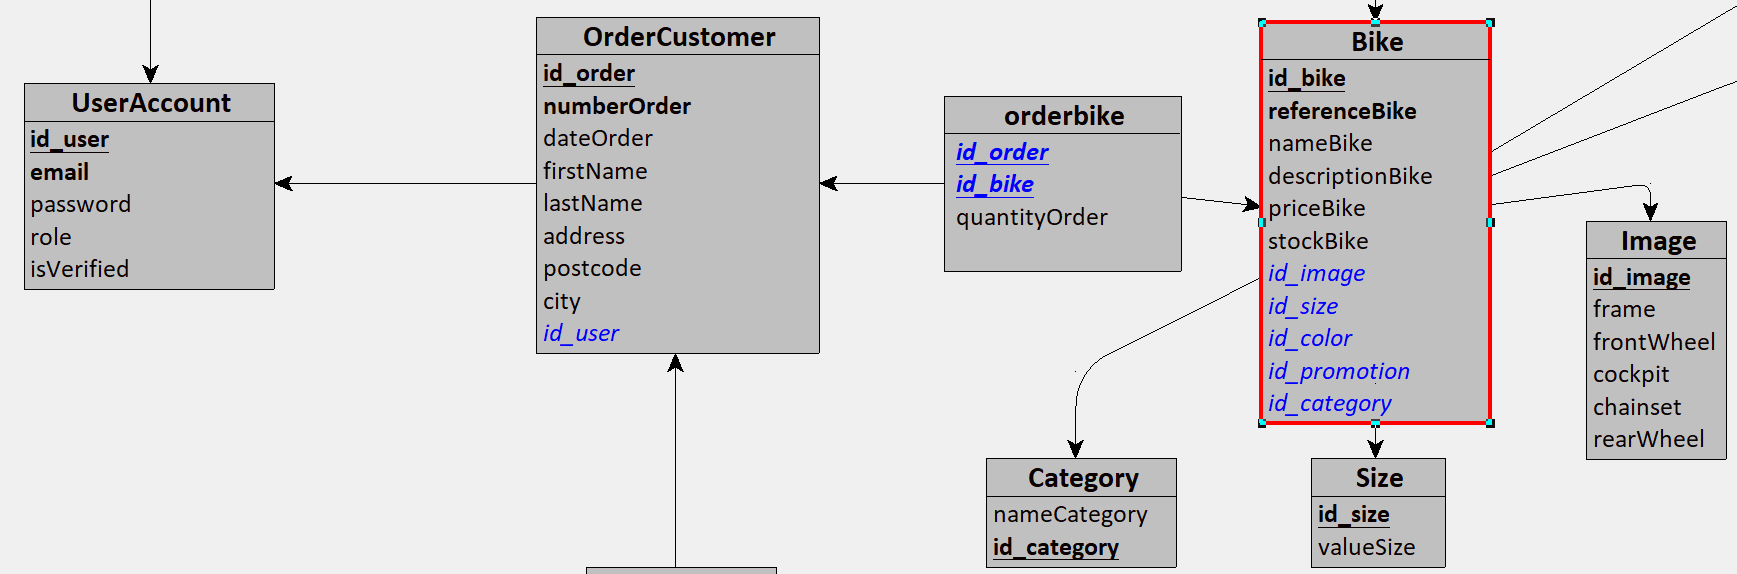 UserAccount
id_user
email
password
role
isVerified
OrderCustomer
id_order
numberOrder
dateOrder
firstName
lastName
address
postcode
city
id_user
orderbike
id_order
id_bike
quantityOrder
Bike
id_bike
referenceBike
nameBike
descriptionBike
priceBike
stockBike
id_image
id_size
id_color
id_promotion
id_category
Image
id_image
frame
frontWheel
cockpit
chainset
rearWheel
Category
nameCategory
id_category
Size
id_size
valueSize